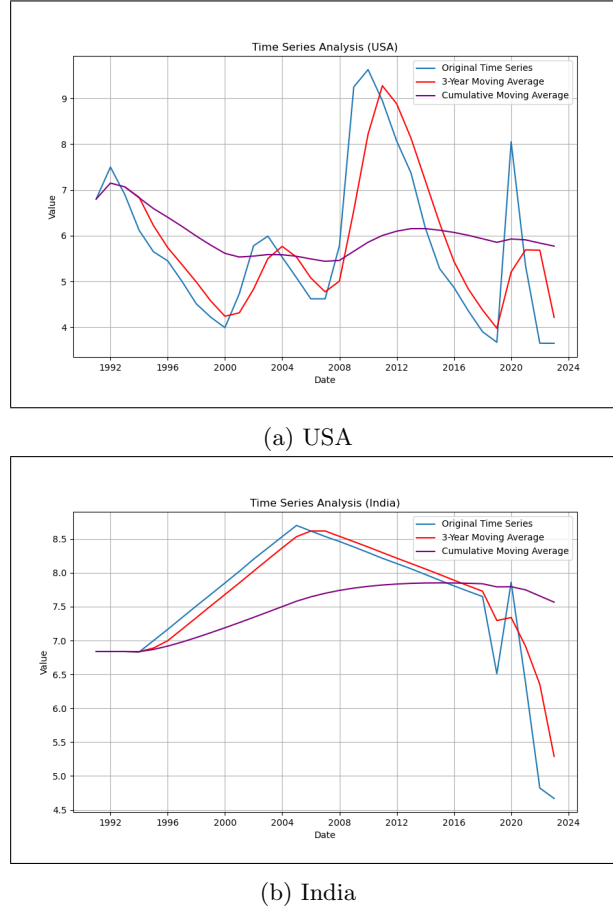 Time Series Analysis (USA)
Original Time Series
3-Year Moving Average
Cumulative Moving Average
9
8
7
6
5
4
Value
1992
1996
2000
2004
2008
2012
2016
2020
2024
Date
(a) USA
Time Series Analysis (India)
Original Time Series
3-Year Moving Average
Cumulative Moving Average
8.5
8.0
7.5
7.0
6.5
6.0
5.5
5.0
4.5
Value
1992
1996
2000
2004
2008
2012
2016
2020
2024
Date
(b) India